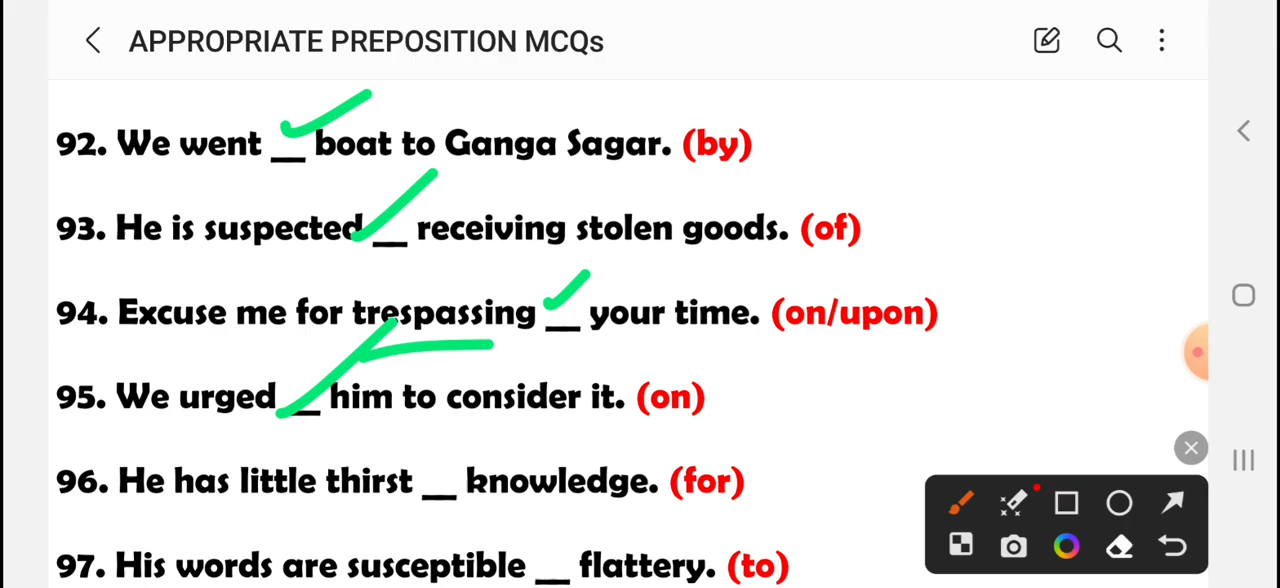 APPROPRIATE PREPOSITION MCQs
92. We went __ boat to Ganga Sagar. (by)
93. He is suspected __ receiving stolen goods. (of)
94. Excuse me for trespassing __ your time. (on/upon)
95. We urged __ him to consider it. (on)
96. He has little thirst __ knowledge. (for)
97. His words are susceptible __ flattery. (to)